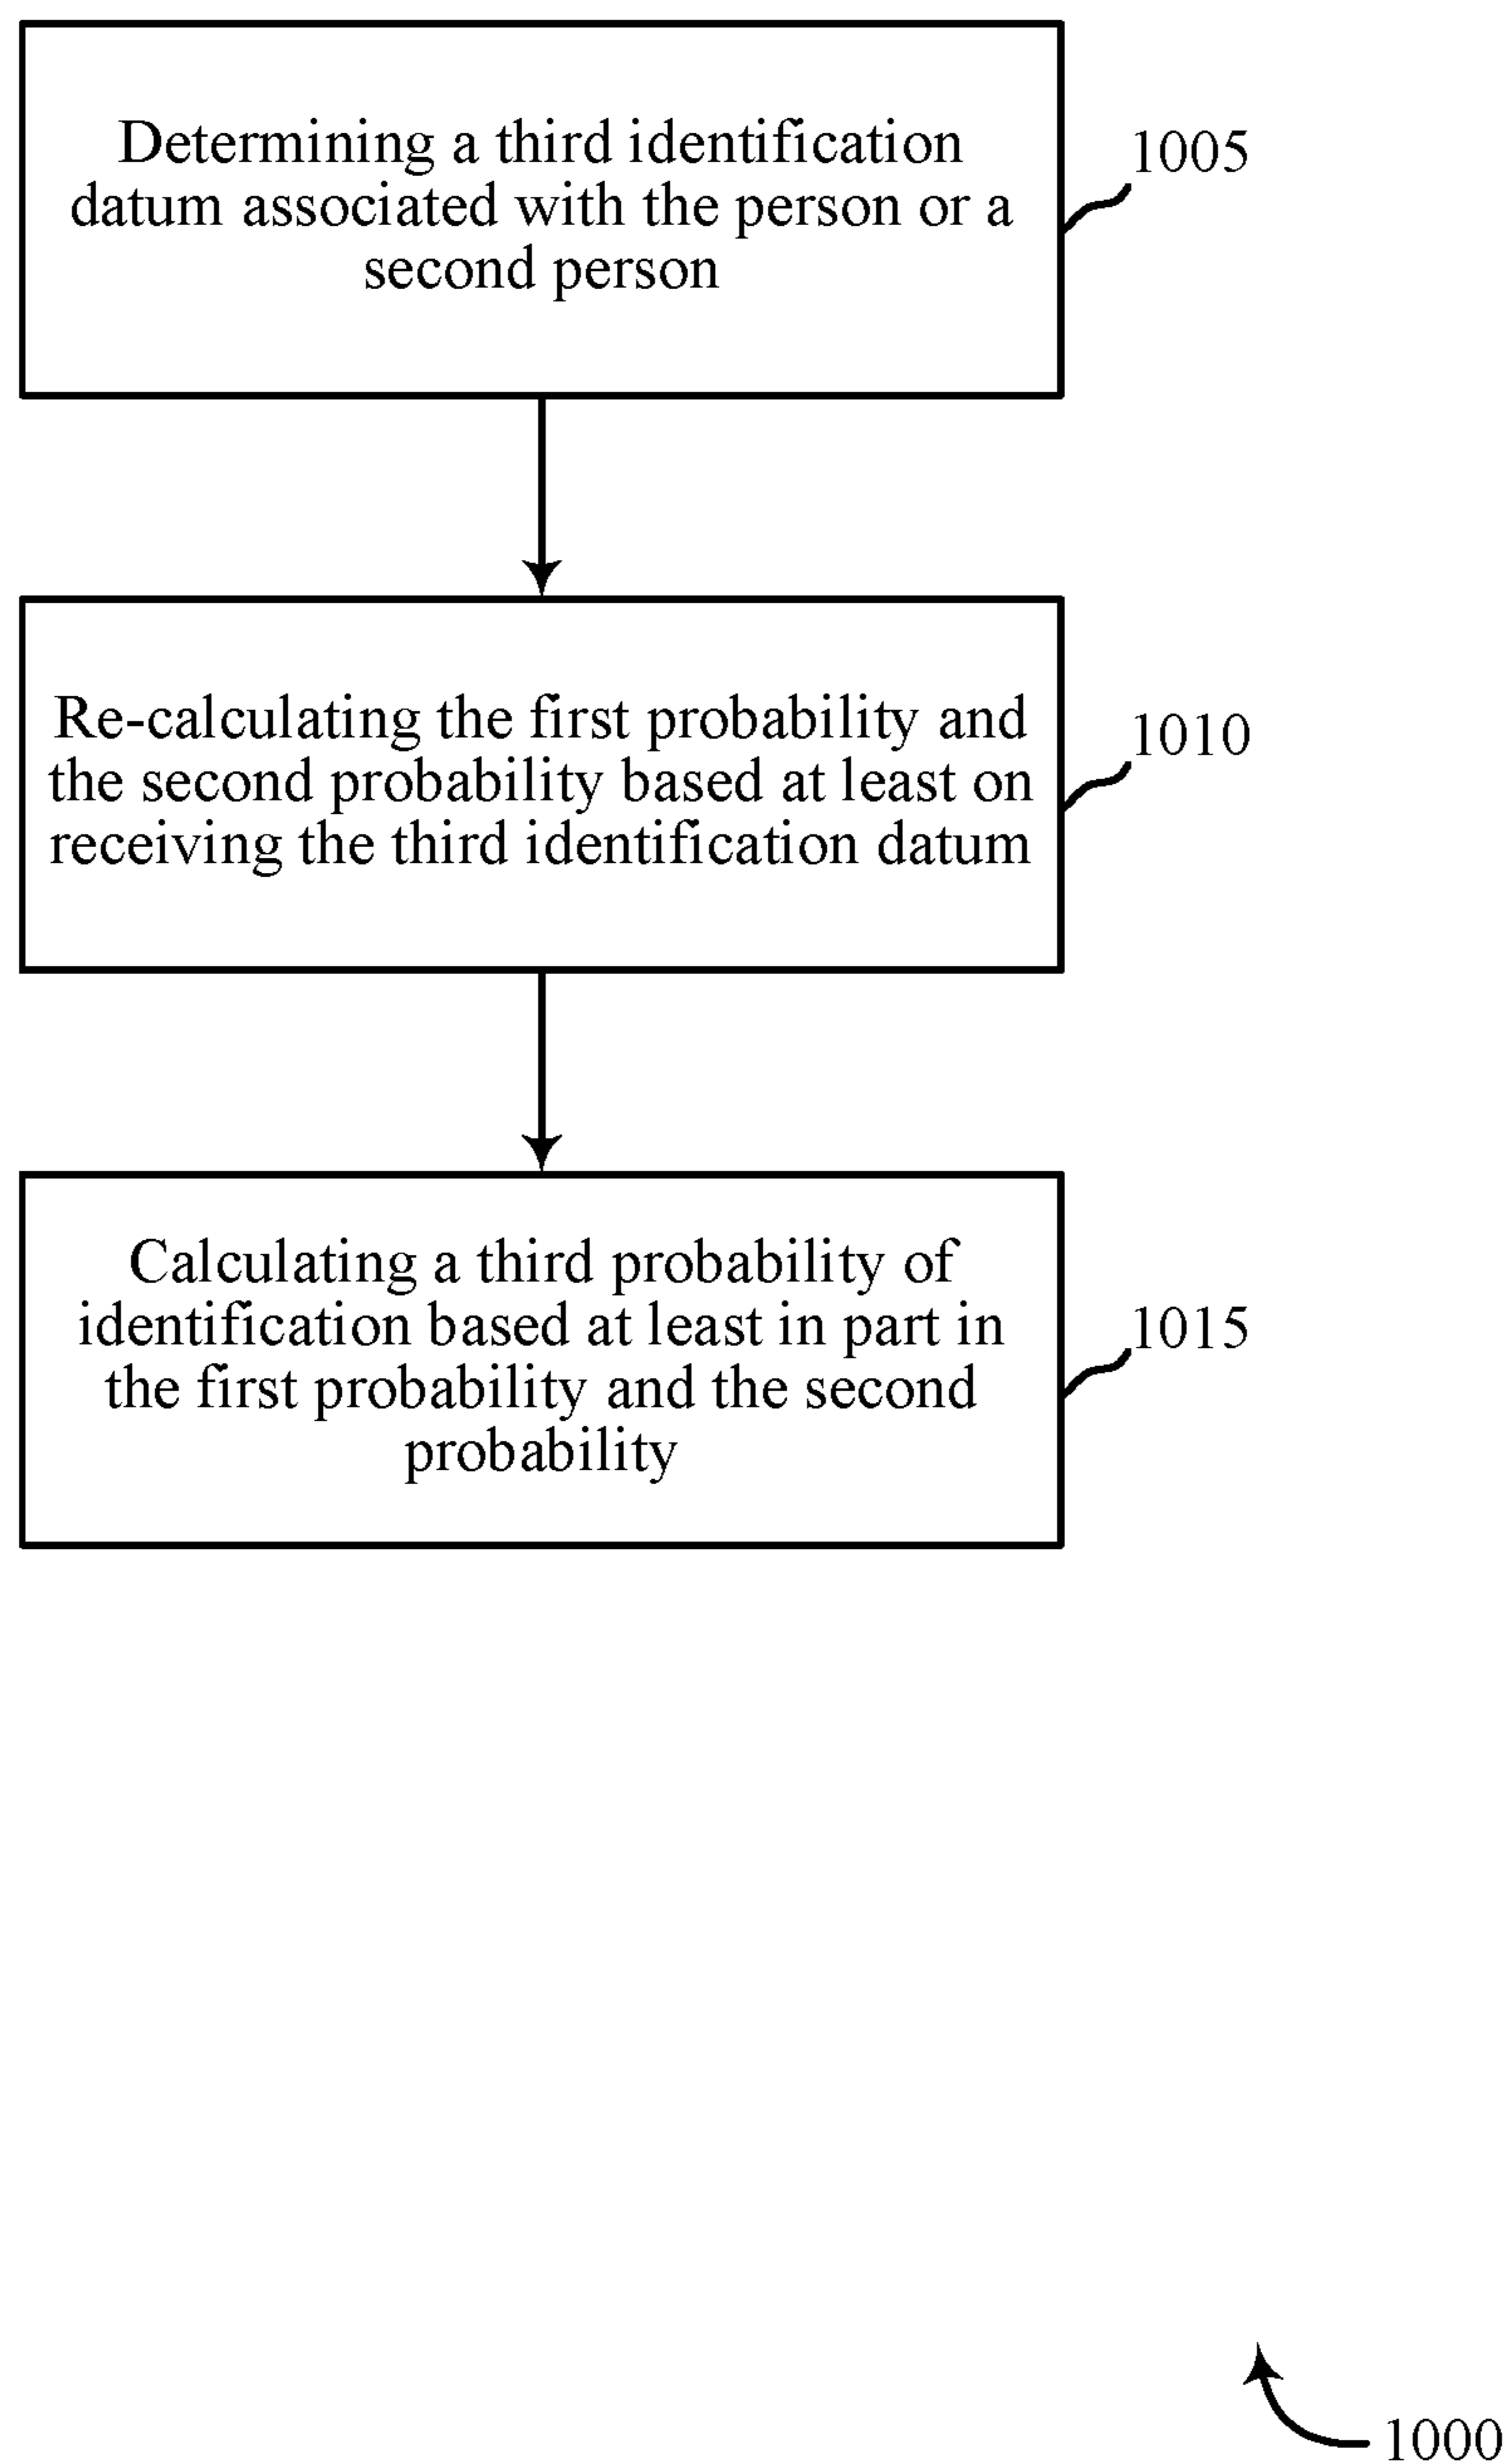 Determining a third identification
datum associated with the person or a
second person
1005
Re-calculating the first probability and
the second probability based at least on
receiving the third identification datum
1010
Calculating a third probability of
identification based at least in part in
the first probability and the second
probability
1015
1000